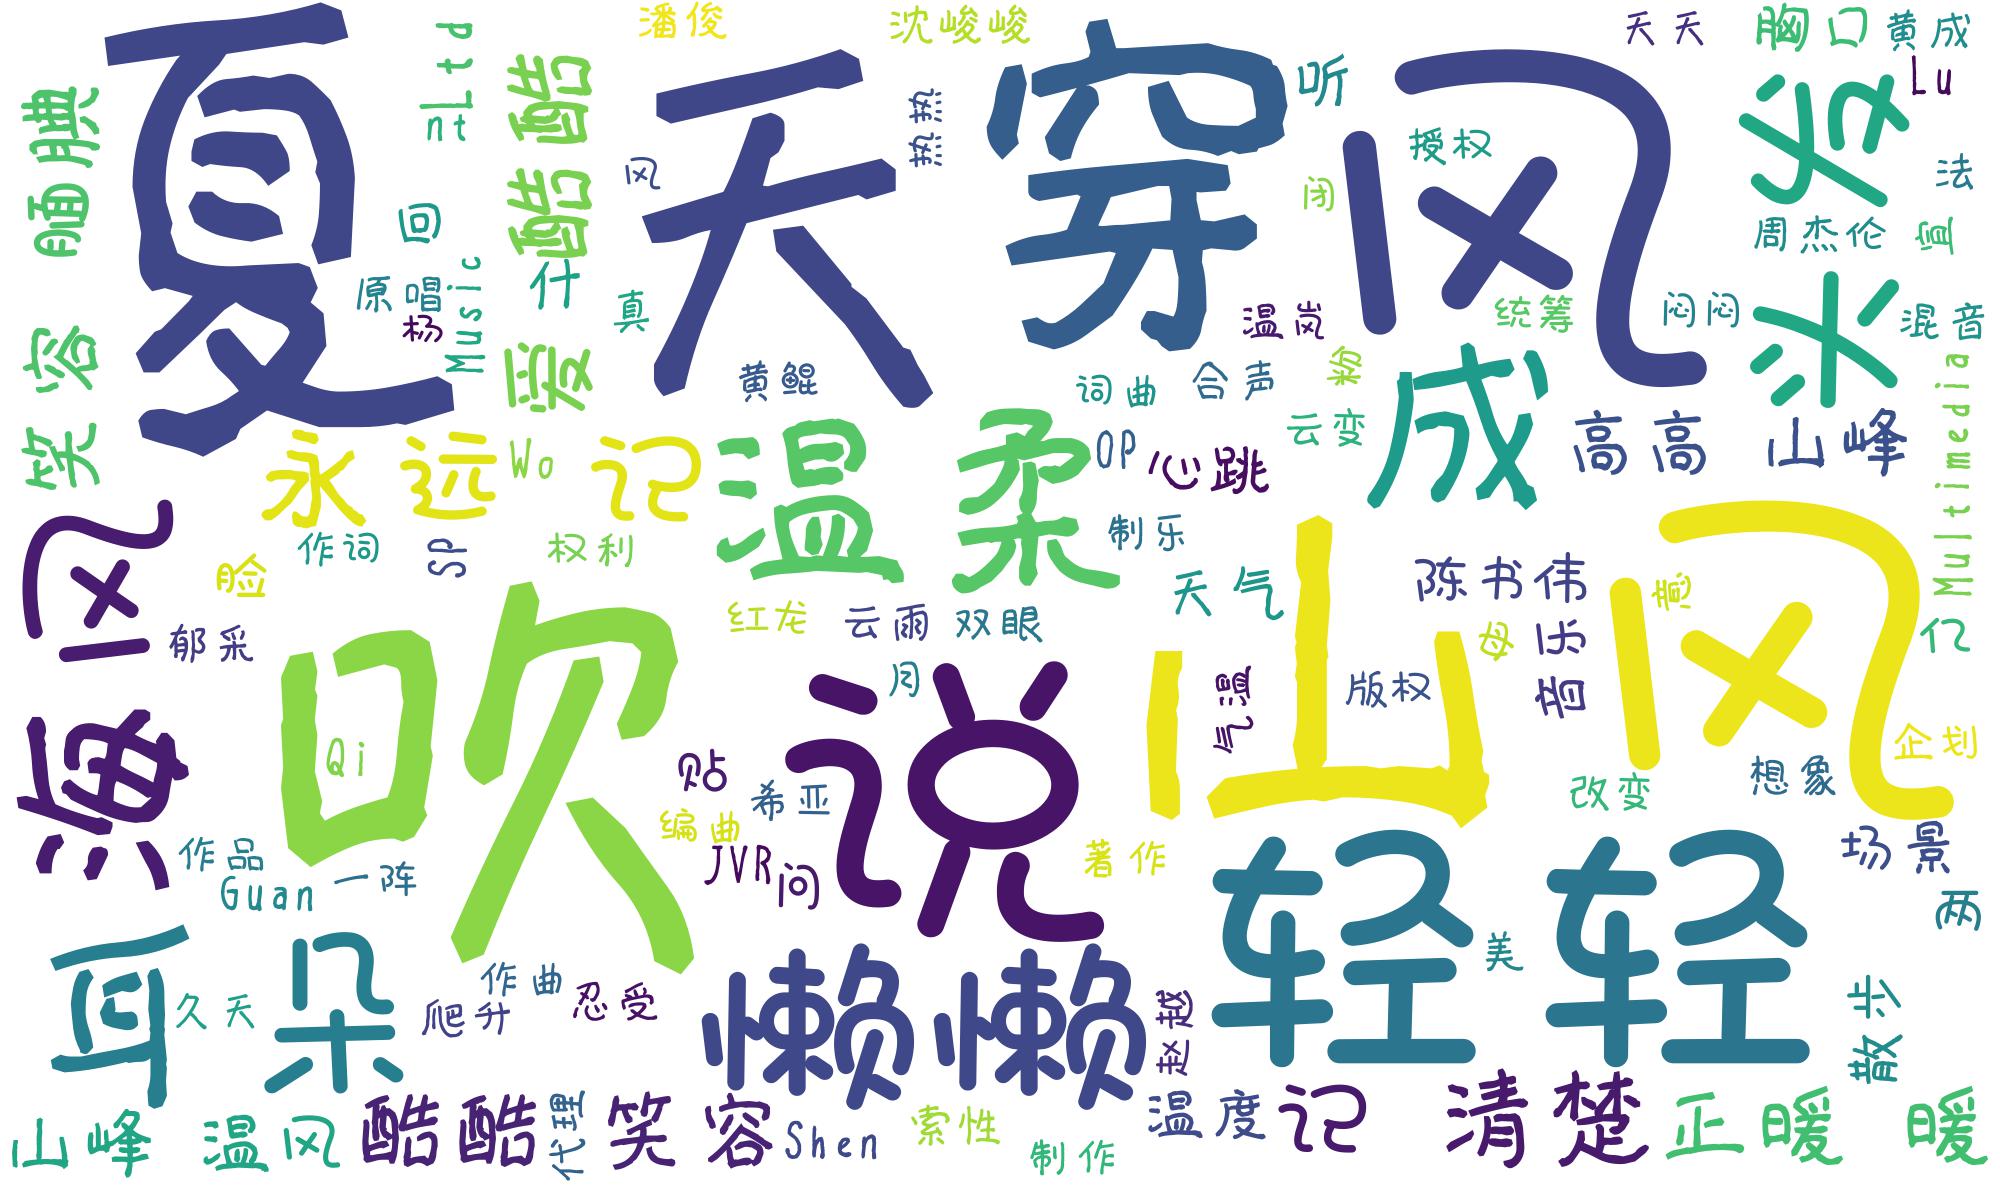 夏天
穿
风
潘俊
沈峻峻
天天
胸口
黄成
Lu
发
听
授权
闭
法
周杰伦
宣
nt Ltd
腼腆
酷酷
热热
风
回
原唱
杨
Music
什
真
爱
温岚
统筹
闷闷
混音
米
笑容
黄鲲
词曲
合声
云变
成
高高
山峰
Multimedia
永远记
Wo
温柔
OP
心跳
制乐
海风
作词
SP
权利
脸
红龙
云雨
双眼
天气
陈书伟
母
音乐
山风
亿
郁采
吹
月
说
气温
版权
企划
Qi
贴
希亚
编曲
JVR
问
著作
改变
想象
作品
Guan
一阵
轻轻
场景
两
美
耳朵
久天
爬升
作曲
忍受
懒懒
赵越
散步
山峰
温风
酷酷
代理
笑容
Shen
索性
制作
温度
记
清楚
正暖
暖